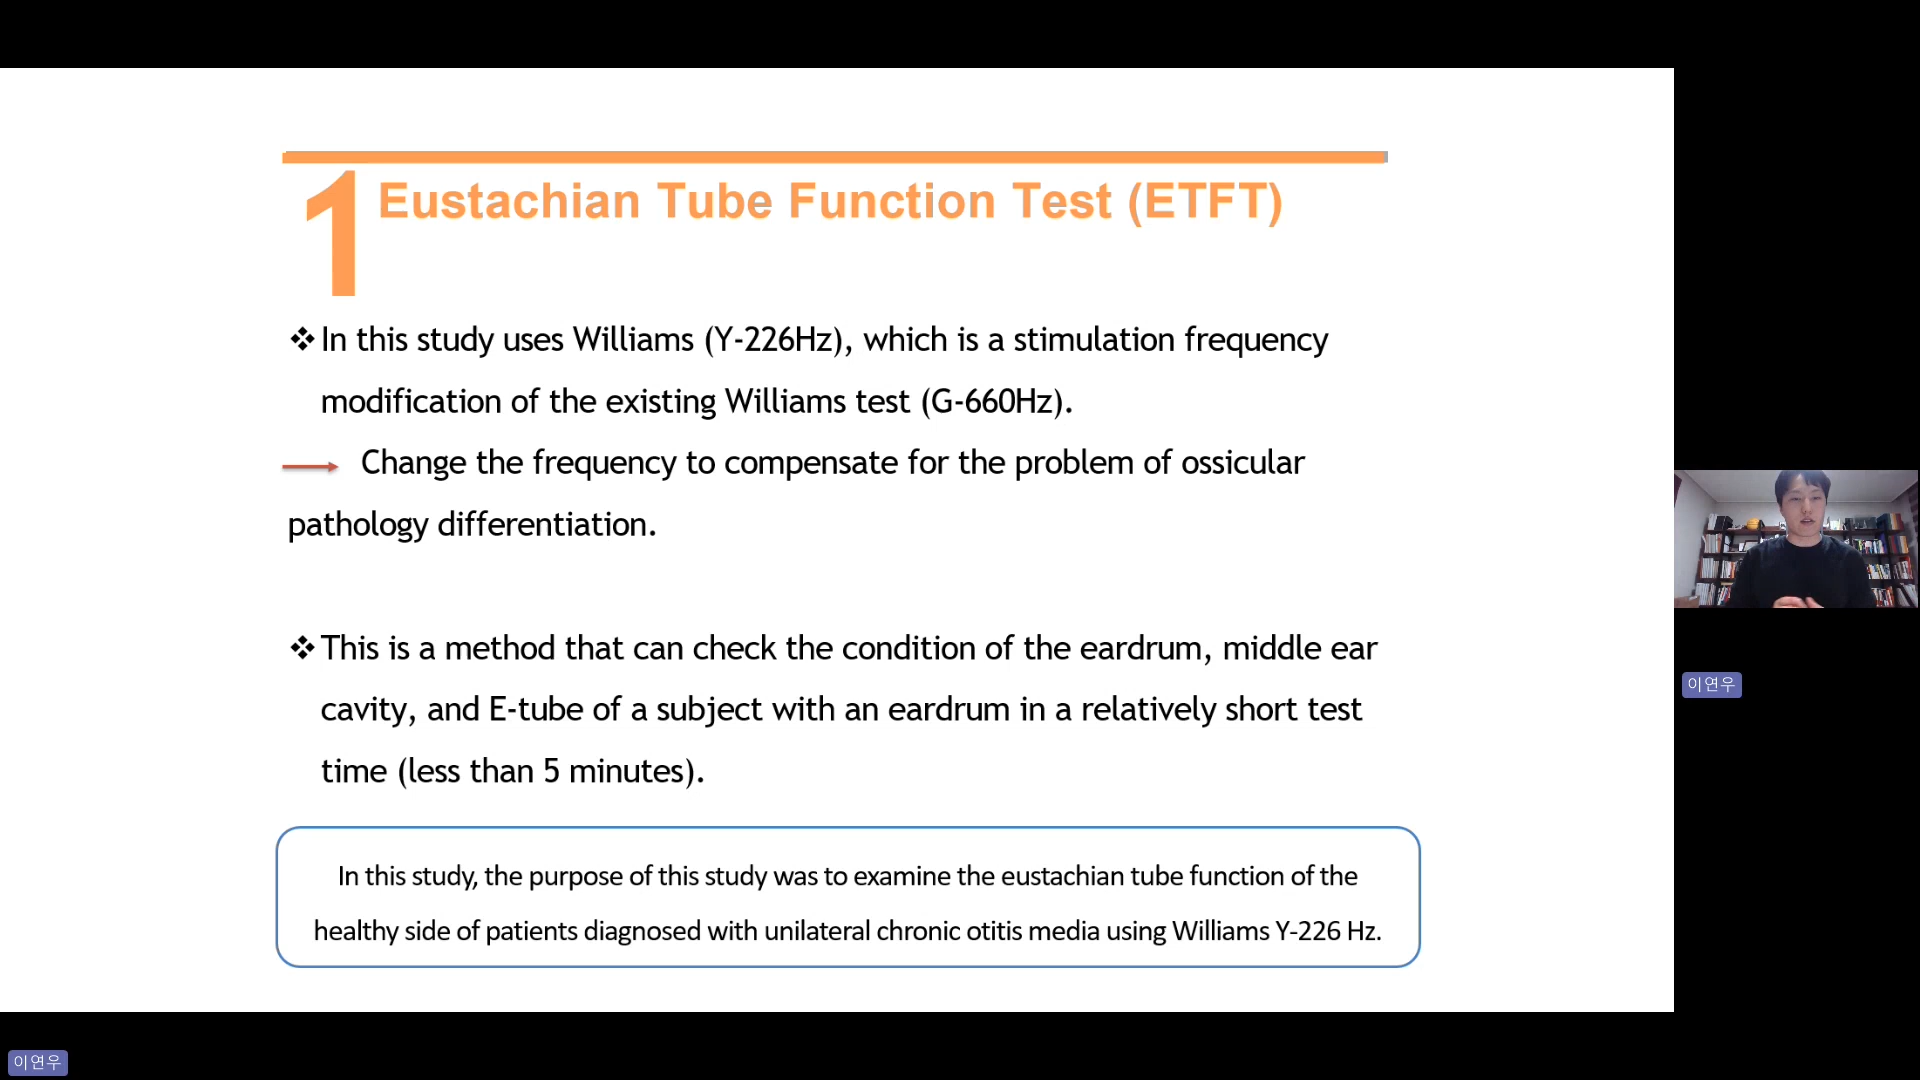 1 Eustachian Tube Function Test (ETFT)
❖In this study uses Williams (Y-226Hz), which is a stimulation frequency
modification of the existing Williams test (G-660Hz).
Change the frequency to compensate for the problem of ossicular
pathology differentiation.
❖This is a method that can check the condition of the eardrum, middle ear
cavity, and E-tube of a subject with an eardrum in a relatively short test
time (less than 5 minutes).
In this study, the purpose of this study was to examine the eustachian tube function of the
healthy side of patients diagnosed with unilateral chronic otitis media using Williams Y-226 Hz.
이연우
이연우